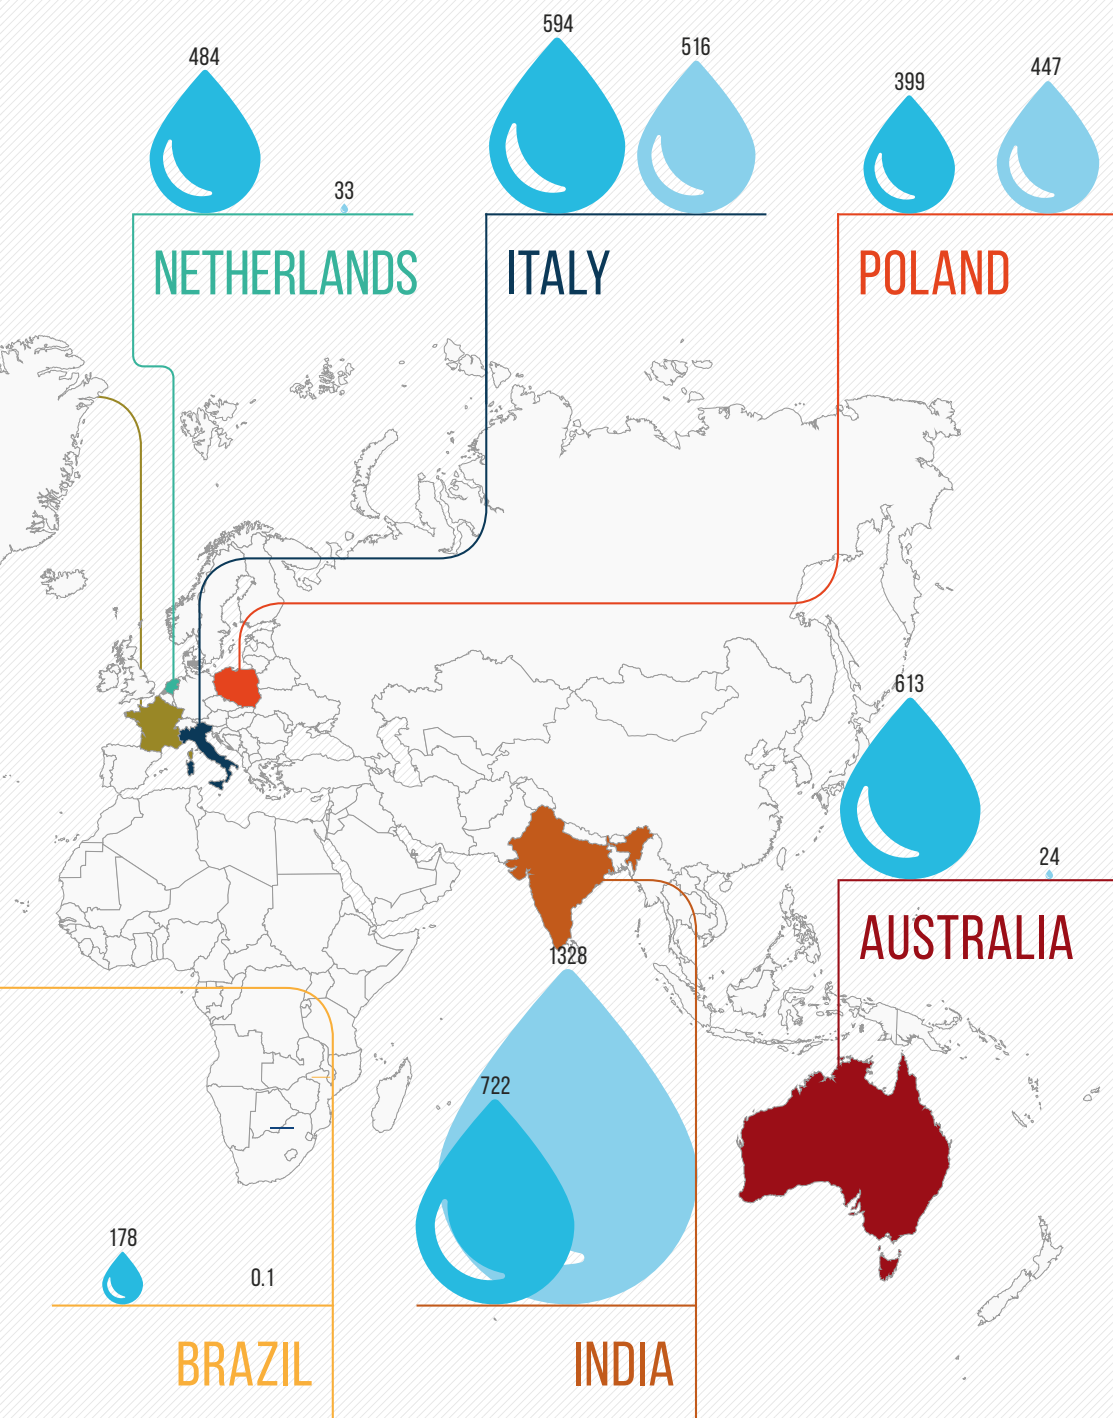 484
33
NETHERLANDS
594
516
ITALY
399
447
POLAND
613
24
AUSTRALIA
1328
722
INDIA
178
0.1
BRAZIL